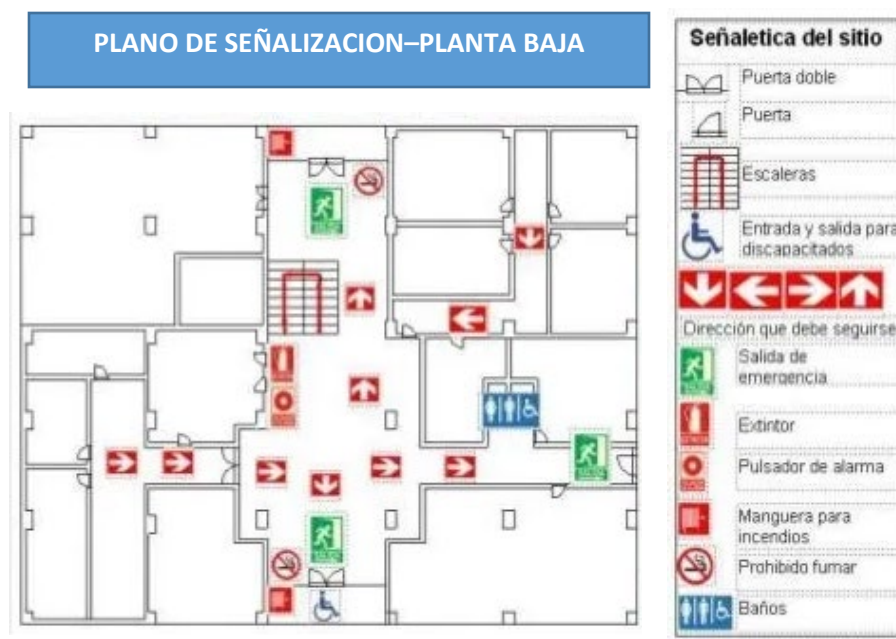 PLANO DE SEÑALIZACION–PLANTA BAJA
Señaletica del sitio
Puerta doble
Puerta
Escaleras
Entrada y salida para
discapacitados
Dirección que debe seguirse
Salida de
emergencia
Extintor
Pulsador de alarma
Manguera para
incendios
Prohibido fumar
Baños